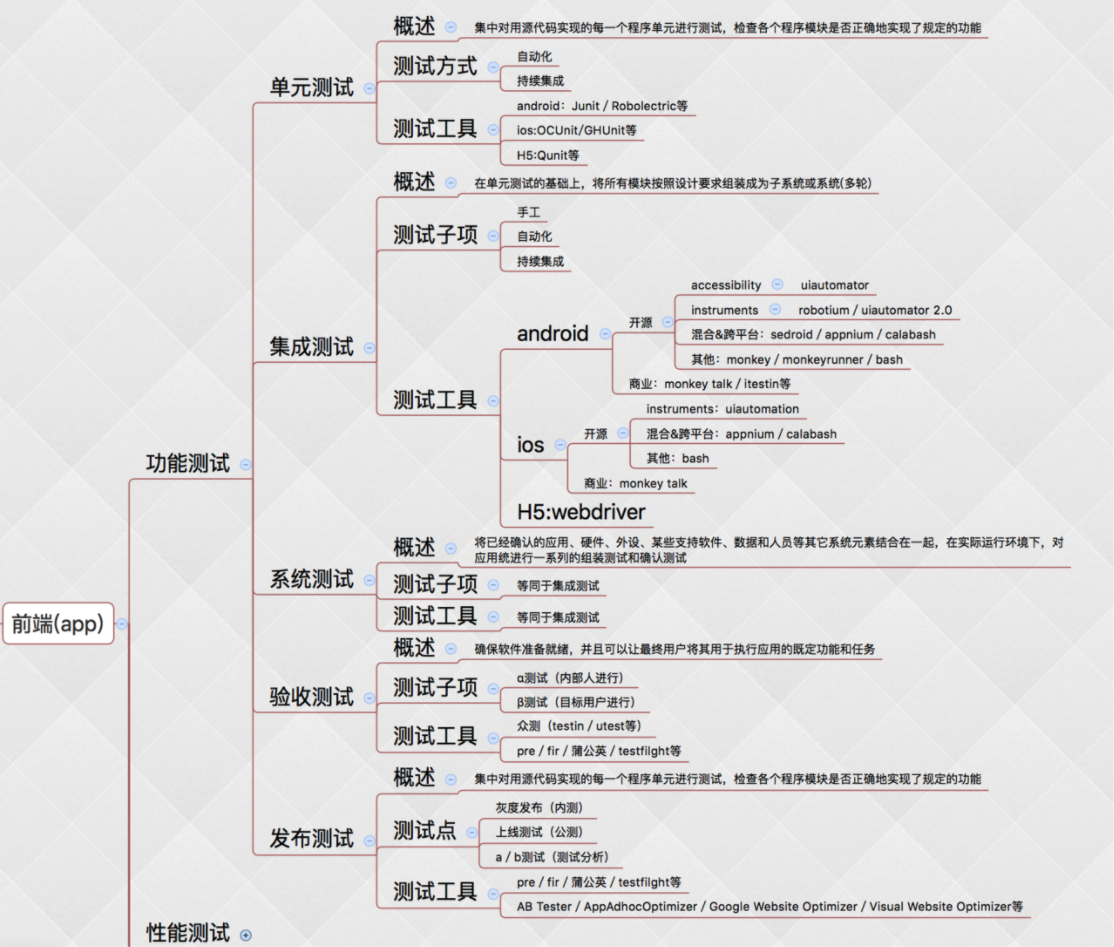 前端(app)
功能测试
单元测试
概述
集中对用源代码实现的每一个程序单元进行测试，检查各个程序模块是否正确地实现了规定的功能
测试方式
自动化
持续集成
测试工具
android：Junit / Robolectric等
ios:OCUnit/GHUnit等
H5:Qunit等
集成测试
概述
在单元测试的基础上，将所有模块按照设计要求组装成为子系统或系统(多轮)
测试子项
手工
自动化
持续集成
测试工具
android
开源
accessibility
uiautomator
instruments
robotium / uiautomator 2.0
混合&跨平台：sedroid / appnium / calabash
其他：monkey / monkeyrunner / bash
商业：monkey talk / itestin等
ios
开源
instruments：uiautomation
混合&跨平台：appnium / calabash
其他：bash
商业：monkey talk
H5:webdriver
系统测试
概述
将已经确认的应用、硬件、外设、某些支持软件、数据和人员等其它系统元素结合在一起，在实际运行环境下，对
应用统进行一系列的组装测试和确认测试
测试子项
等同于集成测试
测试工具
等同于集成测试
验收测试
概述
确保软件准备就绪，并且可以让最终用户将其用于执行应用的既定功能和任务
测试子项
α测试（内部人进行）
β测试（目标用户进行）
测试工具
众测（testin / utest等）
pre / fir / 蒲公英 / testfilght等
发布测试
概述
集中对用源代码实现的每一个程序单元进行测试，检查各个程序模块是否正确地实现了规定的功能
测试点
灰度发布（内测）
上线测试（公测）
a / b测试（测试分析）
测试工具
pre / fir / 蒲公英 / testfilght等
AB Tester / AppAdhocOptimizer / Google Website Optimizer / Visual Website Optimizer等
性能测试